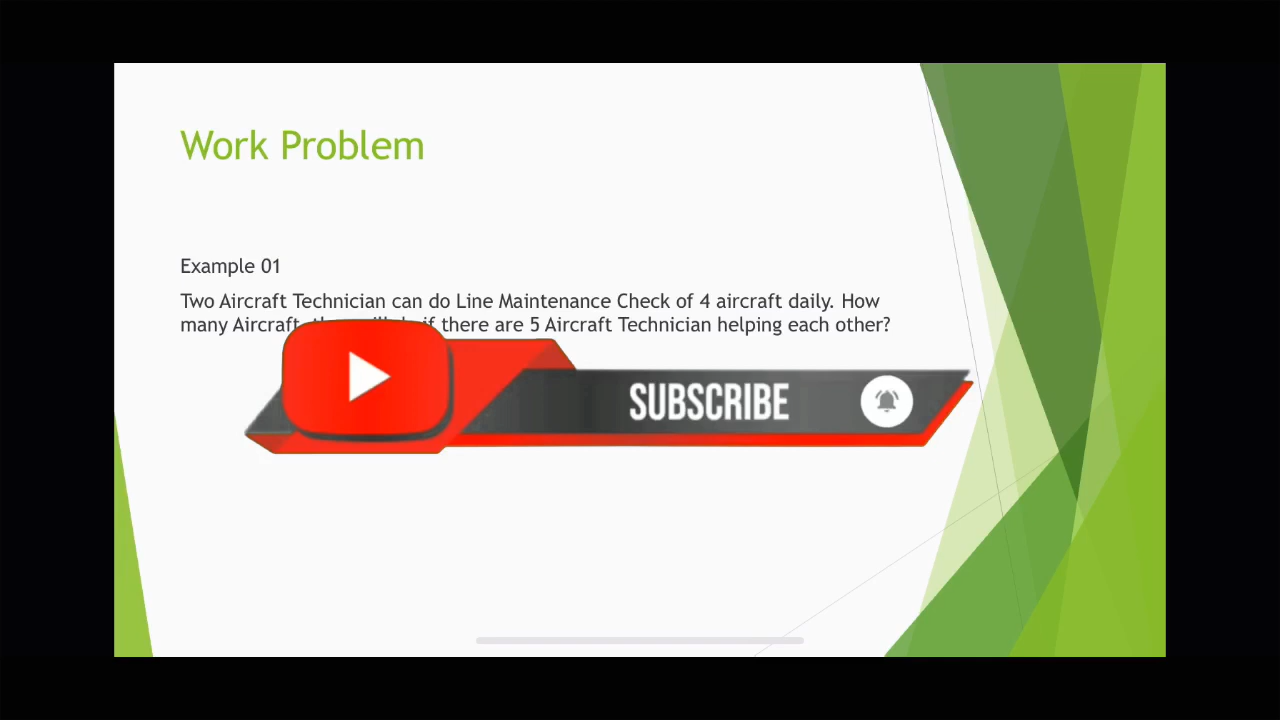 Work Problem
Example 01
Two Aircraft Technician can do Line Maintenance Check of 4 aircraft daily. How
many Aircraft if there are 5 Aircraft Technician helping each other?
SUBSCRIBE